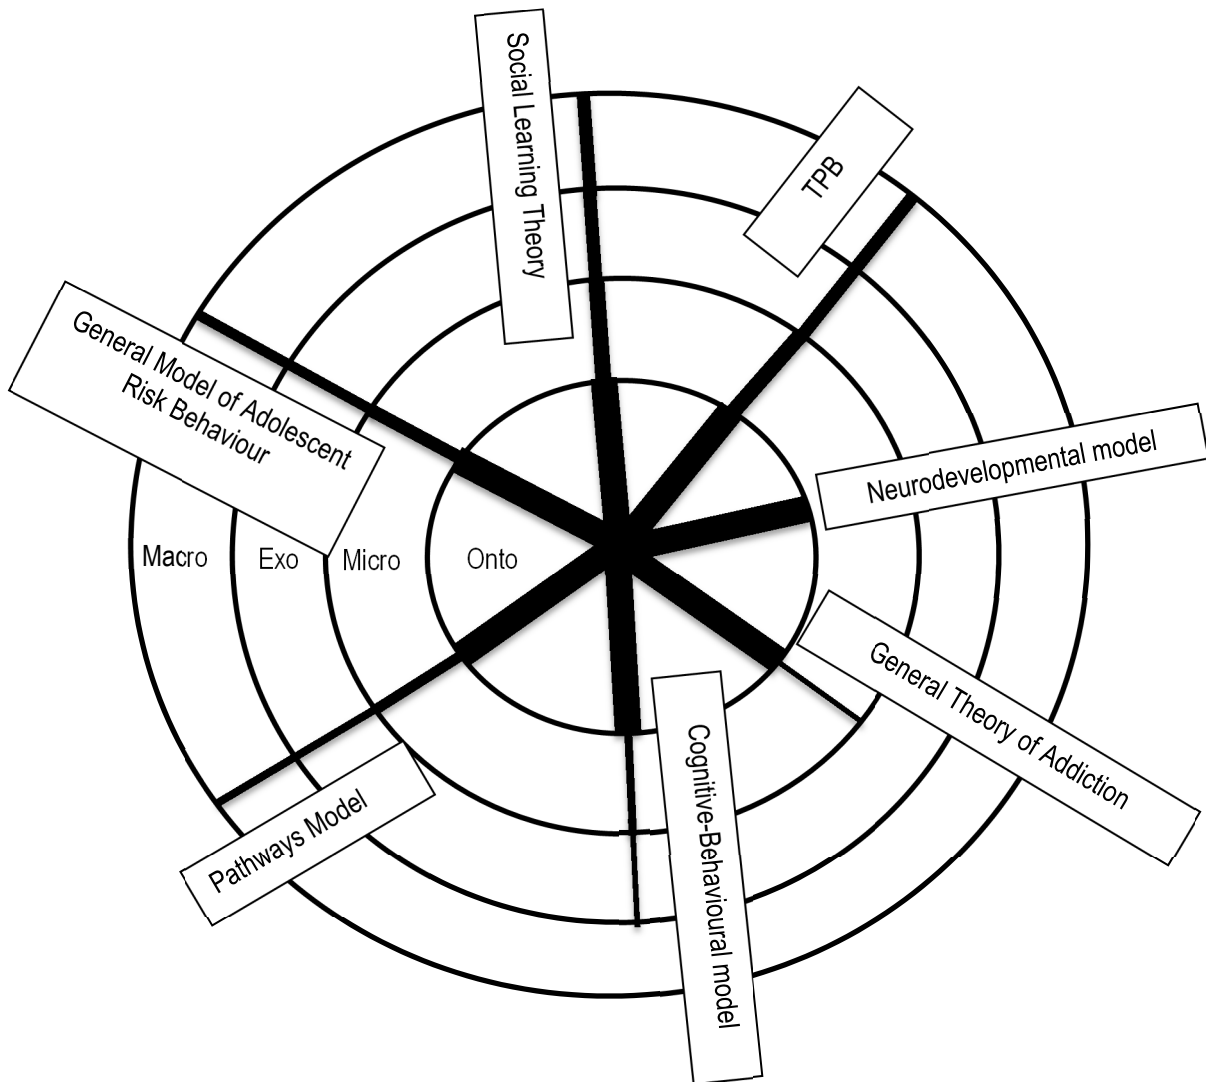 Social Learning Theory
TPB
General Model of Adolescent
Risk Behaviour
Neurodevelopmental model
Macro
Exo
Micro
Onto
General Theory of Addiction
Pathways Model
Cognitive-Behavioural model